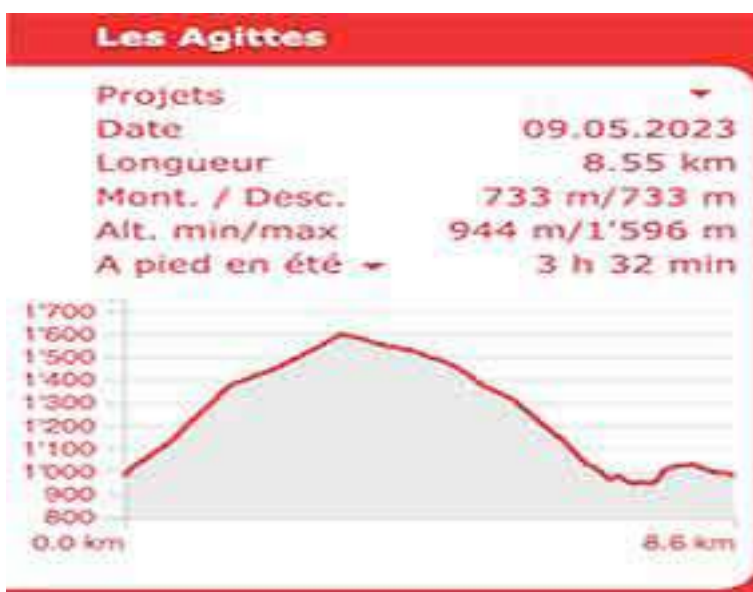 Les Agittes
Projets
Date 09.05.2023
Longueur 8.55 km
Mont. / Desc. 733 m/733 m
Alt. min/max 944 m/1'596 m
A pied en été 3 h 32 min
1'700
1'600
1'500
1'400
1'300
1'200
1'100
1'000
900
800
0.0 km 8.6 km